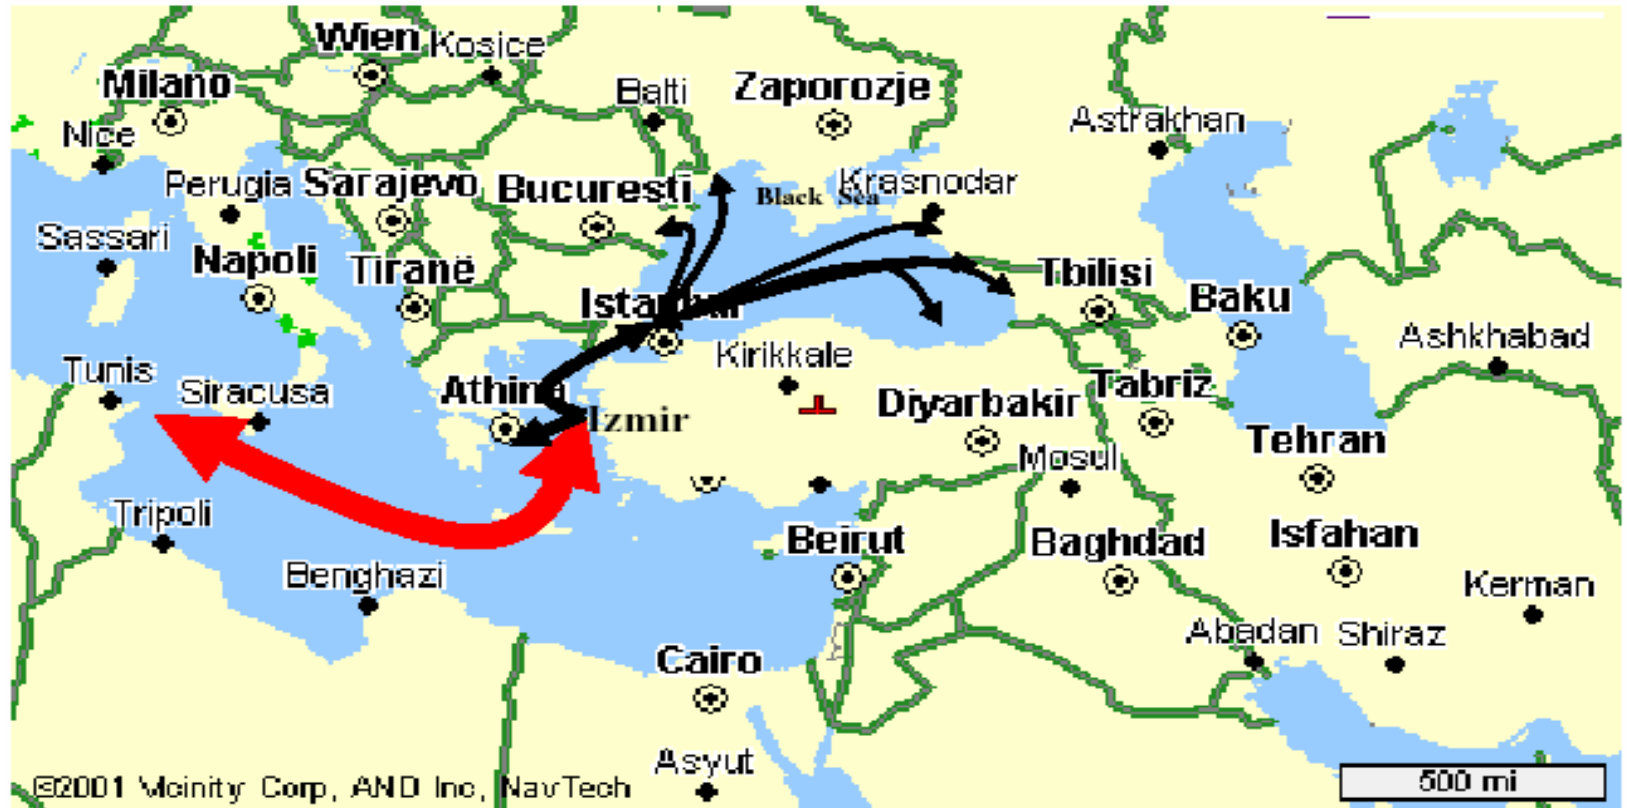 Wien
Kosice
Milano
Balti
Zaporozje
Nice
Astrakhan
Perugia
Sarajevo
Bucuresti
Black Sea
Krasnodar
Sassari
Napoli
Tiranë
Istanbul
Tbilisi
Baku
Tunis
Siracusa
Athina
Kirikkale
Ashkhabad
Izmir
Diyarbakir
Tabriz
Tehran
Mosul
Tripoli
Beirut
Baghdad
Isfahan
Benghazi
Kerman
Cairo
Abadan
Shiraz
Asyut
©2001 Vicinity Corp, AND Inc, NavTech
500 mi